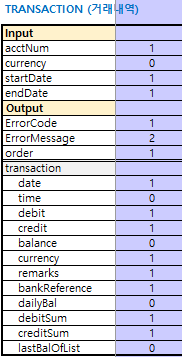 TRANSACTION (거래내역)
Input
acctNum 1
currency 0
startDate 1
endDate 1
Output
ErrorCode 1
ErrorMessage 2
order 1
transaction
date 1
time 0
debit 1
credit 1
balance 0
currency 1
remarks 1
bankReference 1
dailyBal 0
debitSum 1
creditSum 1
lastBalOfList 0